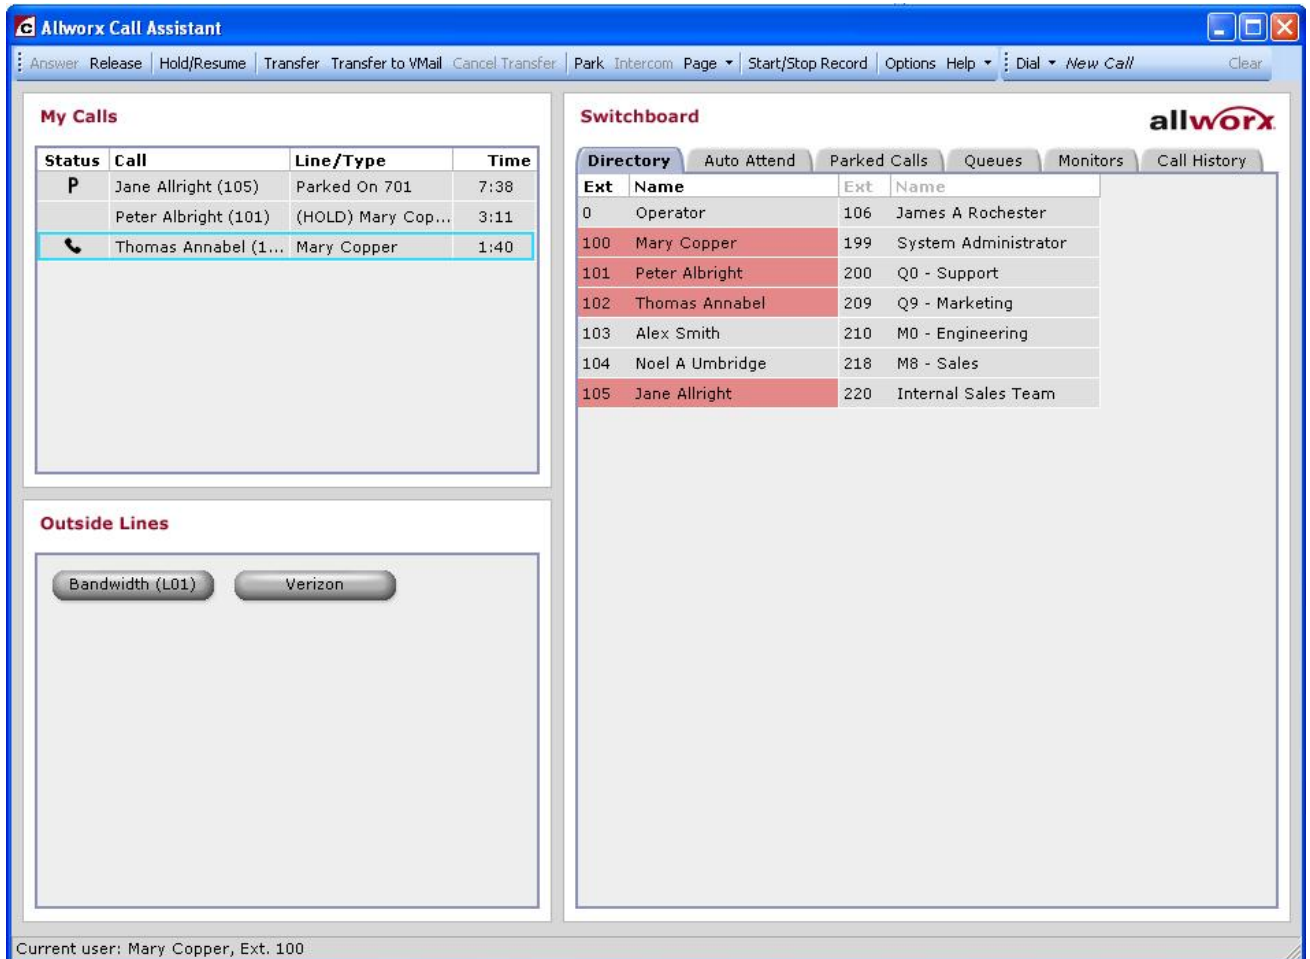 Allworx Call Assistant
Answer Release Hold/Resume Transfer Transfer to VMail Cancel Transfer Park Intercom Page Start/Stop Record Options Help Dial New Call Clear
My Calls
Status Call Line/Type Time
P Jane Allright (105) Parked On 701 7:38
Peter Albright (101) (HOLD) Mary Cop... 3:11
Thomas Annabel (1... Mary Copper 1:40
Outside Lines
Bandwidth (L01) Verizon
Switchboard
allworx
Directory Auto Attend Parked Calls Queues Monitors Call History
Ext Name Ext Name
0 Operator 106 James A Rochester
100 Mary Copper 199 System Administrator
101 Peter Albright 200 Q0 - Support
102 Thomas Annabel 209 Q9 - Marketing
103 Alex Smith 210 M0 - Engineering
104 Noel A Umbridge 218 M8 - Sales
105 Jane Allright 220 Internal Sales Team
Current user: Mary Copper, Ext. 100